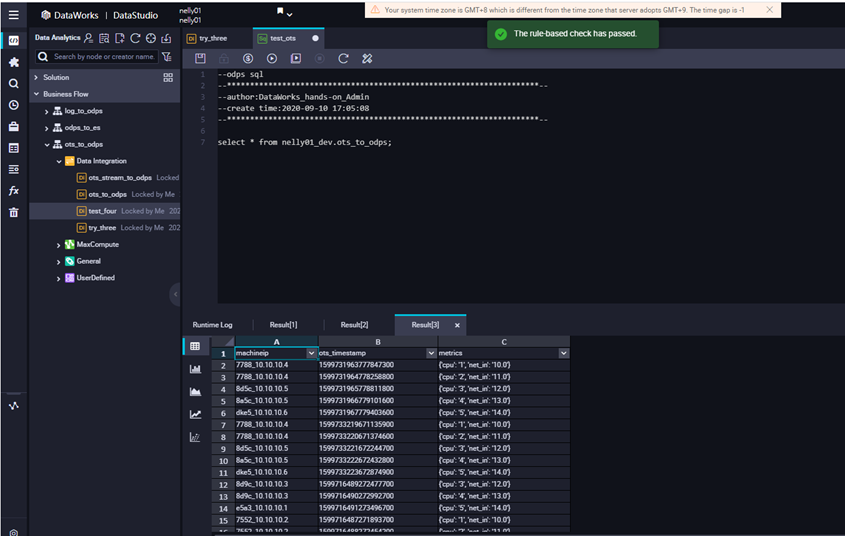 DataWorks | DataStudio
nelly01
nelly01
Your system time zone is GMT+8 which is different from the time zone that server adopts GMT+9. The time gap is -1
The rule-based check has passed.
Data Analytics
Search by node or creator name.
Solution
Business Flow
log_to_odps
odps_to_es
ots_to_odps
Data Integration
DI ots_stream_to_odps Locked
DI ots_to_odps Locked by Me
DI test_four Locked by Me 202
DI try_three Locked by Me 202
MaxCompute
General
UserDefined
DI try_three
Sq test_ots
1 --odps sql
2 --********************************************************************--
3 --author:DataWorks_hands-on_Admin
4 --create time:2020-09-10 17:05:08
5 --********************************************************************--
6
7 select * from nelly01_dev.ots_to_odps;
Runtime Log Result[1] Result[2] Result[3]
A B C
1 machineip ots_timestamp metrics
2 7788_10.10.10.4 1599731963777847300 {'cpu': '1', 'net_in': '10.0'}
3 7788_10.10.10.4 1599731964778258800 {'cpu': '2', 'net_in': '11.0'}
4 8d5c_10.10.10.5 1599731965778811800 {'cpu': '3', 'net_in': '12.0'}
5 8a5c_10.10.10.5 1599731966779101600 {'cpu': '4', 'net_in': '13.0'}
6 dke5_10.10.10.6 1599731967779403600 {'cpu': '5', 'net_in': '14.0'}
7 7788_10.10.10.4 1599733219671135900 {'cpu': '1', 'net_in': '10.0'}
8 7788_10.10.10.4 1599733220671374600 {'cpu': '2', 'net_in': '11.0'}
9 8d5c_10.10.10.5 1599733221672244700 {'cpu': '3', 'net_in': '12.0'}
10 8a5c_10.10.10.5 1599733222672432800 {'cpu': '4', 'net_in': '13.0'}
11 dke5_10.10.10.6 1599733223672874900 {'cpu': '5', 'net_in': '14.0'}
12 8d9c_10.10.10.3 1599716489272477700 {'cpu': '3', 'net_in': '12.0'}
13 8d9c_10.10.10.3 1599716490272992700 {'cpu': '4', 'net_in': '13.0'}
14 e5a3_10.10.10.1 1599716491273496700 {'cpu': '5', 'net_in': '14.0'}
15 7552_10.10.10.2 1599716487271893700 {'cpu': '1', 'net_in': '10.0'}